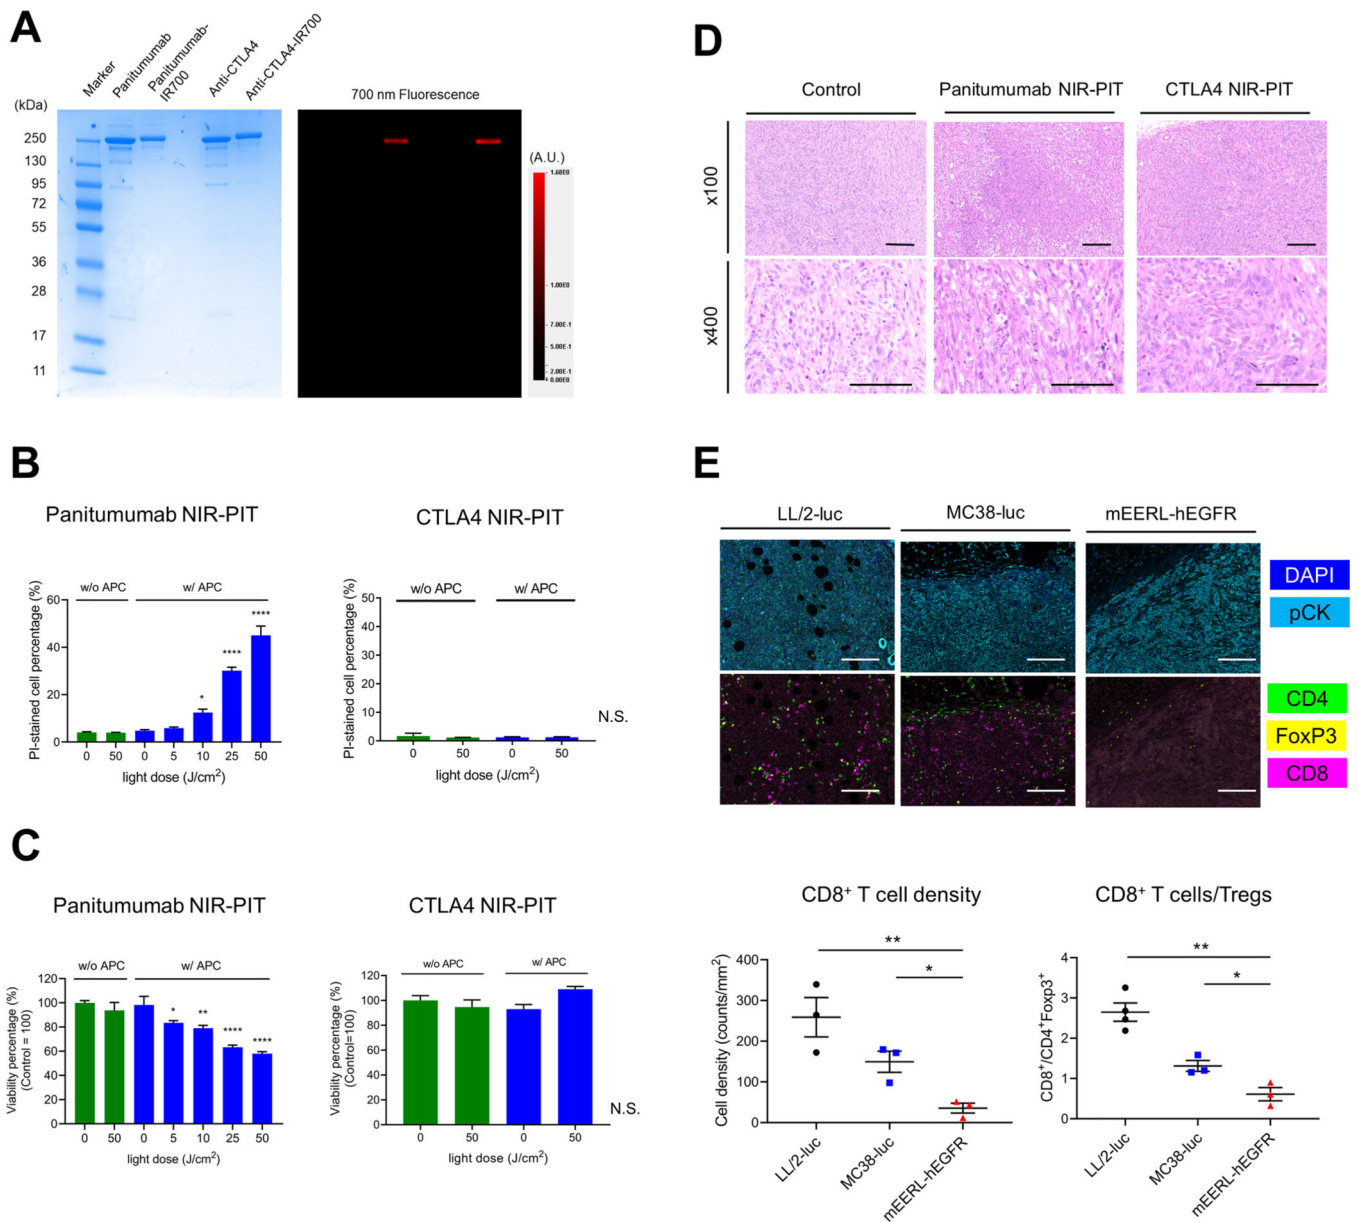 A
Marker
Panitumumab
Panitumumab-
IR700
Anti-CTLA4
Anti-CTLA4-IR700
(kDa)
250
130
95
72
55
36
28
17
11
700 nm Fluorescence
(A.U.)
1.60E0
1.00E0
7.00E-1
5.00E-1
2.00E-1
0.00E0
B
Panitumumab NIR-PIT
w/o APC
w/ APC
PI-stained cell percentage (%)
60
40
20
0
*
****
****
0
50
0
5
10
25
50
light dose (J/cm²)
CTLA4 NIR-PIT
w/o APC
w/ APC
PI-stained cell percentage (%)
50
40
30
20
10
0
N.S.
0
50
0
50
light dose (J/cm²)
C
Panitumumab NIR-PIT
w/o APC
w/ APC
Viability percentage (%)
(Control = 100)
120
100
80
60
40
20
0
*
**
****
****
0
50
0
5
10
25
50
light dose (J/cm²)
CTLA4 NIR-PIT
w/o APC
w/ APC
Viability percentage (%)
(Control=100)
120
100
80
60
40
20
0
N.S.
0
50
0
50
light dose (J/cm²)
D
Control
Panitumumab NIR-PIT
CTLA4 NIR-PIT
x100
x400
E
LL/2-luc
MC38-luc
mEERL-hEGFR
DAPI
pCK
CD4
FoxP3
CD8
CD8⁺ T cell density
Cell density (counts/mm²)
400
300
200
100
0
**
*
LL/2-luc
MC38-luc
mEERL-hEGFR
CD8⁺ T cells/Tregs
CD8⁺/CD4⁺Foxp3⁺
4
3
2
1
0
**
*
LL/2-luc
MC38-luc
mEERL-hEGFR